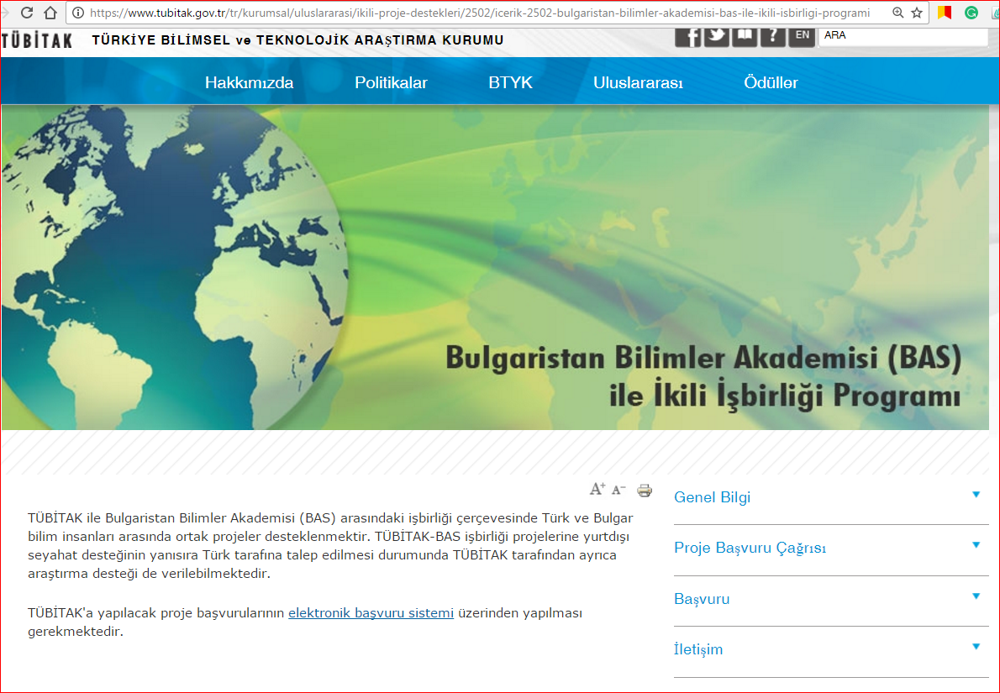 https://www.tubitak.gov.tr/tr/kurumsal/uluslararasi/ikili-proje-destekleri/2502/icerik-2502-bulgaristan-bilimler-akademisi-bas-ile-ikili-isbirligi-programi
TÜBİTAK TÜRKİYE BİLİMSEL ve TEKNOLOJİK ARAŞTIRMA KURUMU
f ? EN ARA
Hakkımızda Politikalar BTYK Uluslararası Ödüller
Bulgaristan Bilimler Akademisi (BAS)
ile İkili İşbirliği Programı
A+ A-
TÜBİTAK ile Bulgaristan Bilimler Akademisi (BAS) arasındaki işbirliği çerçevesinde Türk ve Bulgar
bilim insanları arasında ortak projeler desteklenmektir. TÜBİTAK-BAS işbirliği projelerine yurtdışı
seyahat desteğinin yanısıra Türk tarafına talep edilmesi durumunda TÜBİTAK tarafından ayrıca
araştırma desteği de verilebilmektedir.
TÜBİTAK'a yapılacak proje başvurularının elektronik başvuru sistemi üzerinden yapılması
gerekmektedir.
Genel Bilgi
Proje Başvuru Çağrısı
Başvuru
İletişim